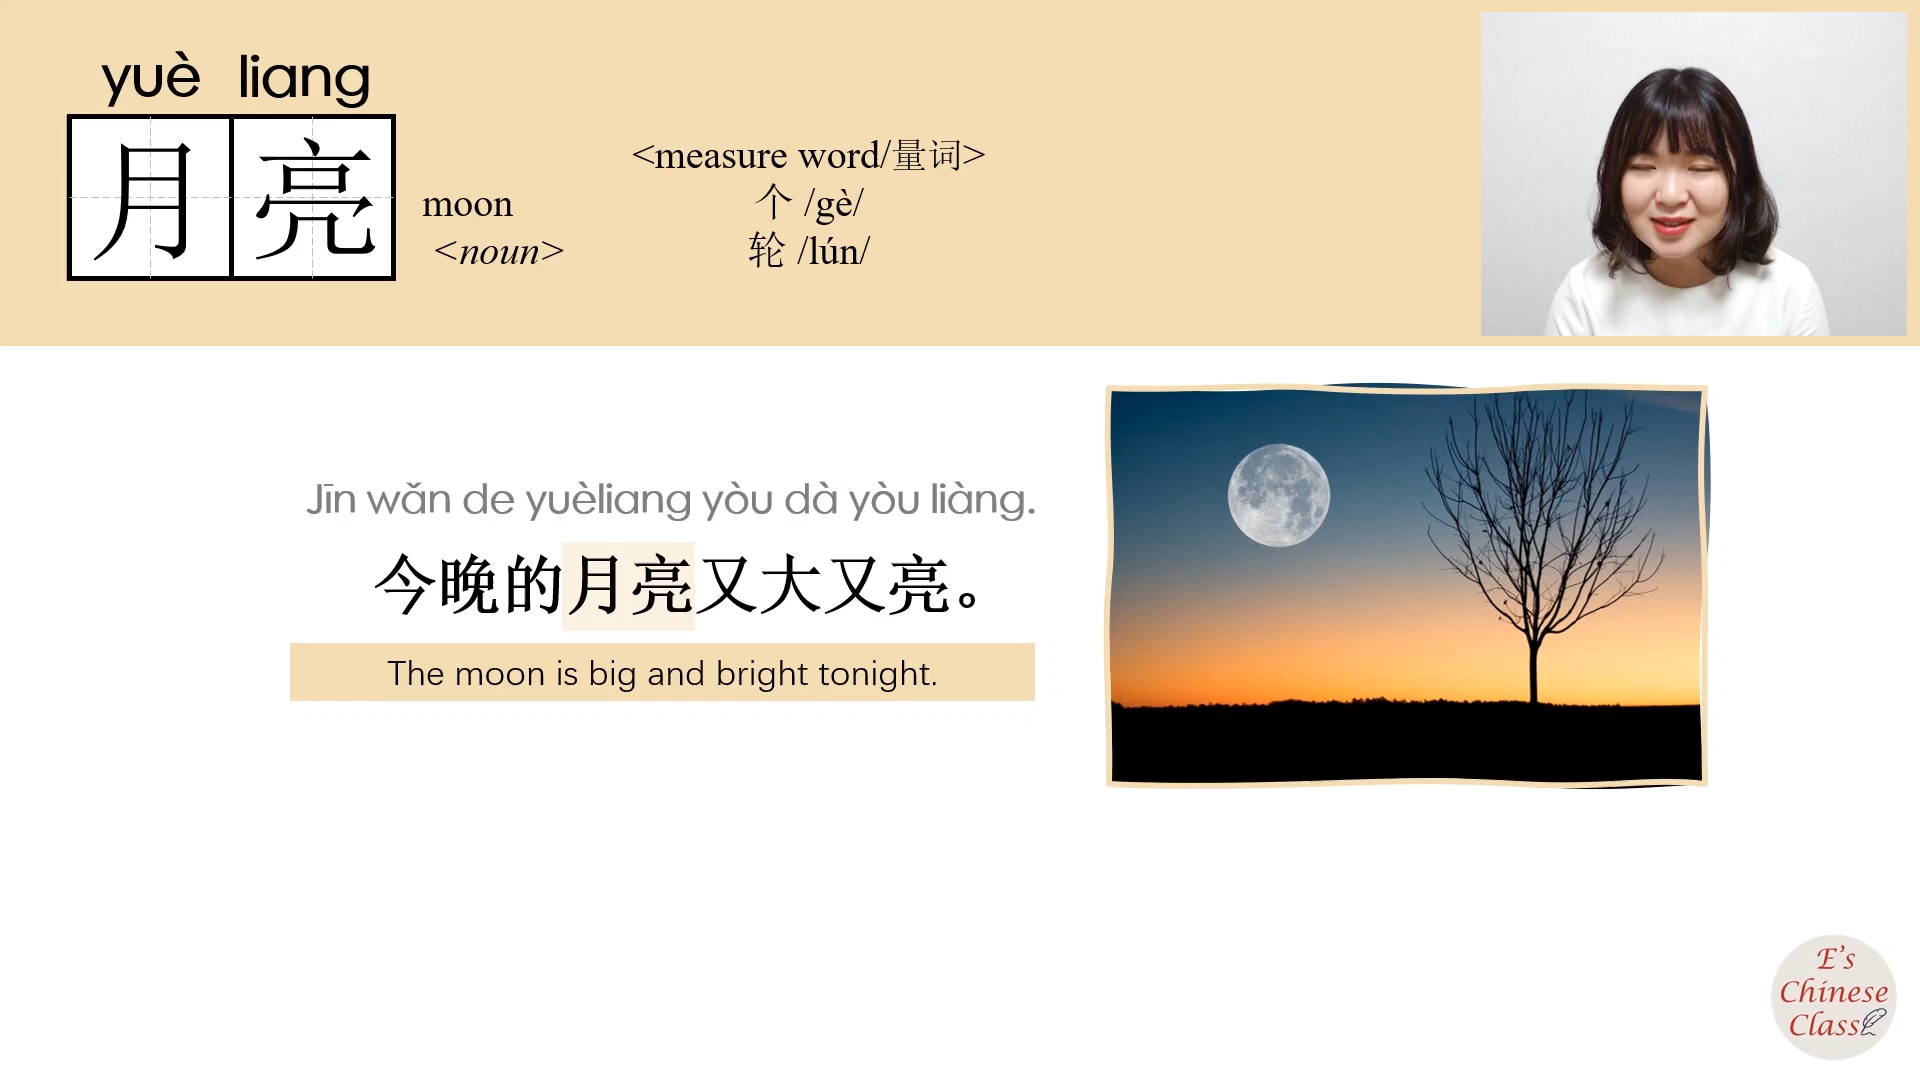 yuè liang
月亮
moon
<noun>
<measure word/量词>
个 /gè/
轮 /lún/
Jīn wǎn de yuèliang yòu dà yòu liàng.
今晚的月亮又大又亮。
The moon is big and bright tonight.
E's
Chinese
Class